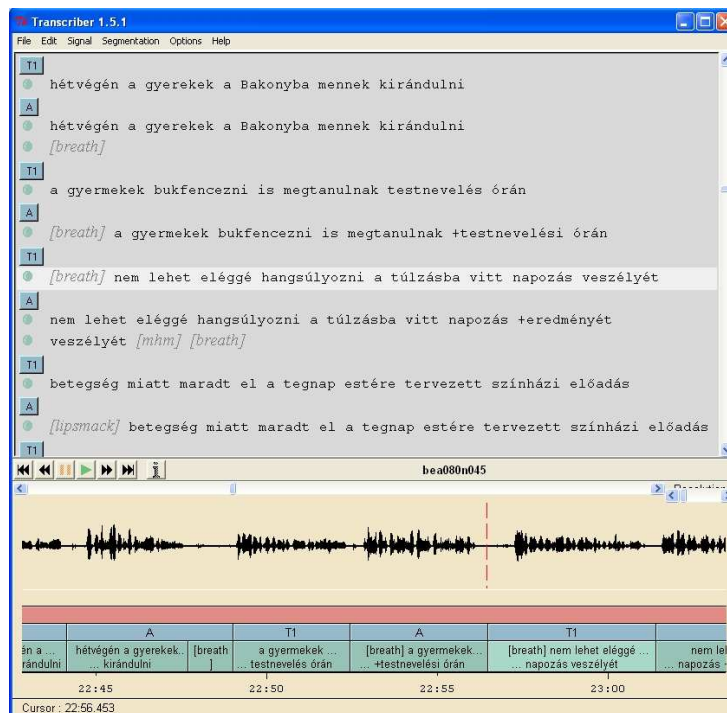 Transcriber 1.5.1
File Edit Signal Segmentation Options Help
T1
hétvégén a gyerekek a Bakonyba mennek kirándulni
A
hétvégén a gyerekek a Bakonyba mennek kirándulni
[breath]
T1
a gyermekek bukfencezni is megtanulnak testnevelés órán
A
[breath] a gyermekek bukfencezni is megtanulnak +testnevelési órán
T1
[breath] nem lehet eléggé hangsúlyozni a túlzásba vitt napozás veszélyét
A
nem lehet eléggé hangsúlyozni a túlzásba vitt napozás +eredményét
veszélyét [mhm] [breath]
T1
betegség miatt maradt el a tegnap estére tervezett színházi előadás
A
[lipsmack] betegség miatt maradt el a tegnap estére tervezett színházi előadás
T1
bea080n045
A T1 A T1
én a ... hétvégén a gyerekek.. [breath a gyermekek ... [breath] a gyermekek... [breath] nem lehet eléggé ... nem le
rándulni ... kirándulni ] ... testnevelés órán ... +testnevelési órán ... napozás veszélyét ... napozás
22:45 22:50 22:55 23:00
Cursor : 22:56.453